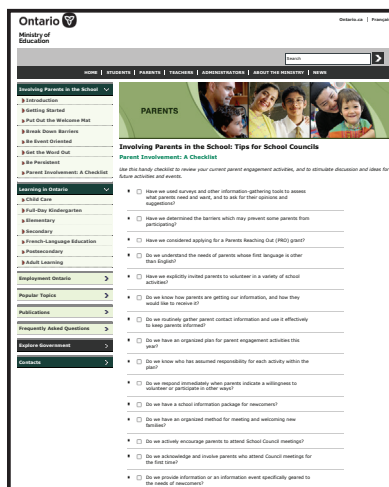 Ontario
Ontario.ca | Français
Ministry of
Education
Search
HOME | STUDENTS | PARENTS | TEACHERS | ADMINISTRATORS | ABOUT THE MINISTRY | NEWS
Involving Parents in the School
Introduction
Getting Started
Put Out the Welcome Mat
Break Down Barriers
Be Event Oriented
Get the Word Out
Be Persistent
Parent Involvement: A Checklist
Learning in Ontario
Child Care
Full-Day Kindergarten
Elementary
Secondary
French-Language Education
Postsecondary
Adult Learning
Employment Ontario
Popular Topics
Publications
Frequently Asked Questions
Explore Government
Contacts
PARENTS
Involving Parents in the School: Tips for School Councils
Parent Involvement: A Checklist
Use this handy checklist to review your current parent engagement activities, and to stimulate discussion and ideas for
future activities and events.
Have we used surveys and other information-gathering tools to assess
what parents need and want, and to ask for their opinions and
suggestions?
Have we determined the barriers which may prevent some parents from
participating?
Have we considered applying for a Parents Reaching Out (PRO) grant?
Do we understand the needs of parents whose first language is other
than English?
Have we explicitly invited parents to volunteer in a variety of school
activities?
Do we know how parents are getting our information, and how they
would like to receive it?
Do we routinely gather parent contact information and use it effectively
to keep parents informed?
Do we have an organized plan for parent engagement activities this
year?
Do we know who has assumed responsibility for each activity within the
plan?
Do we respond immediately when parents indicate a willingness to
volunteer or participate in other ways?
Do we have a school information package for newcomers?
Do we have an organized method for meeting and welcoming new
families?
Do we actively encourage parents to attend School Council meetings?
Do we acknowledge and involve parents who attend Council meetings for
the first time?
Do we provide information or an information event specifically geared to
the needs of newcomers?